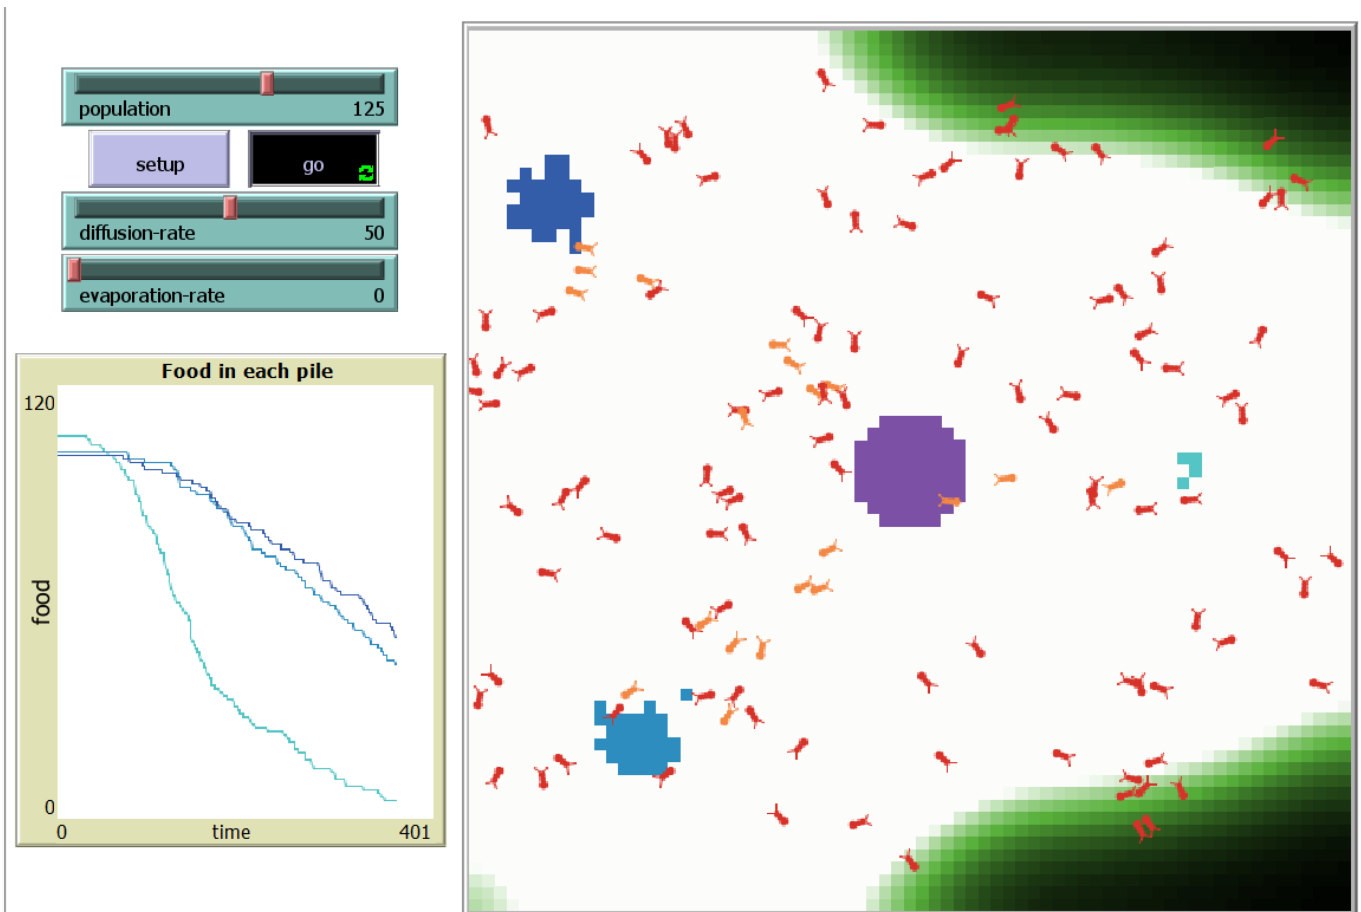 population 125
setup
go
diffusion-rate 50
evaporation-rate 0
Food in each pile
120
food
0
0 time 401